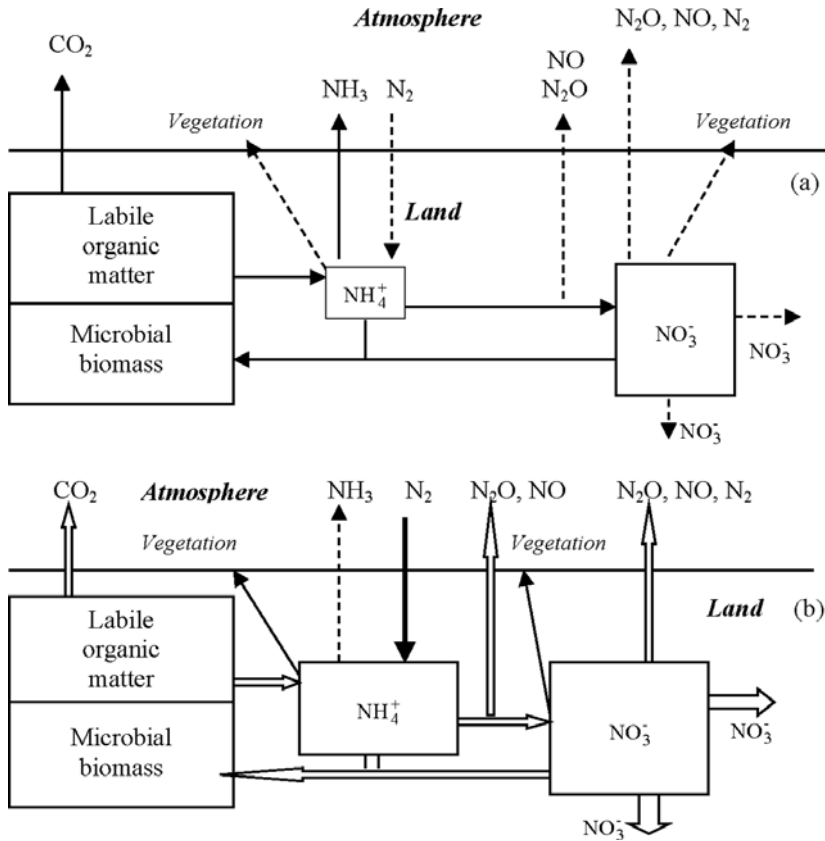 Atmosphere
N₂O, NO, N₂
CO₂
NO
N₂O
NH₃ N₂
Vegetation
Vegetation
(a)
Land
Labile
organic
matter
NH₄⁺
Microbial
biomass
NO₃⁻
NO₃⁻
NO₃⁻
CO₂
Atmosphere
NH₃
N₂
N₂O, NO
N₂O, NO, N₂
Vegetation
Vegetation
Land
(b)
Labile
organic
matter
NH₄⁺
Microbial
biomass
NO₃⁻
NO₃⁻
NO₃⁻